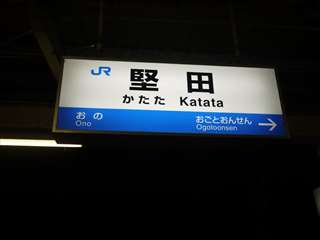 JR 堅田
かたた Katata
おの おごとおんせん
Ono Ogotoonsen →